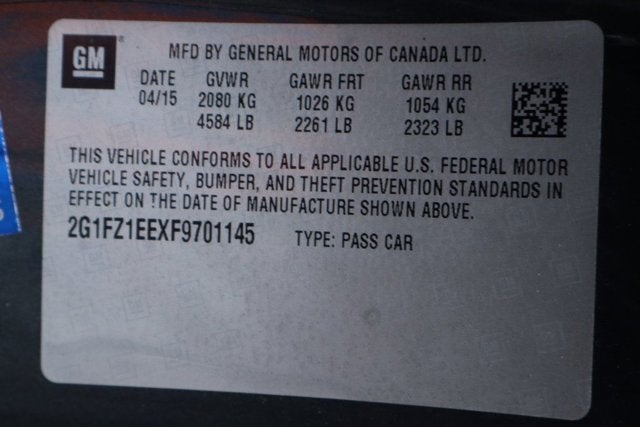 GM
MFD BY GENERAL MOTORS OF CANADA LTD.
DATE GVWR GAWR FRT GAWR RR
04/15 2080 KG 1026 KG 1054 KG
4584 LB 2261 LB 2323 LB
THIS VEHICLE CONFORMS TO ALL APPLICABLE U.S. FEDERAL MOTOR
VEHICLE SAFETY, BUMPER, AND THEFT PREVENTION STANDARDS IN
EFFECT ON THE DATE OF MANUFACTURE SHOWN ABOVE.
2G1FZ1EEXF9701145 TYPE: PASS CAR